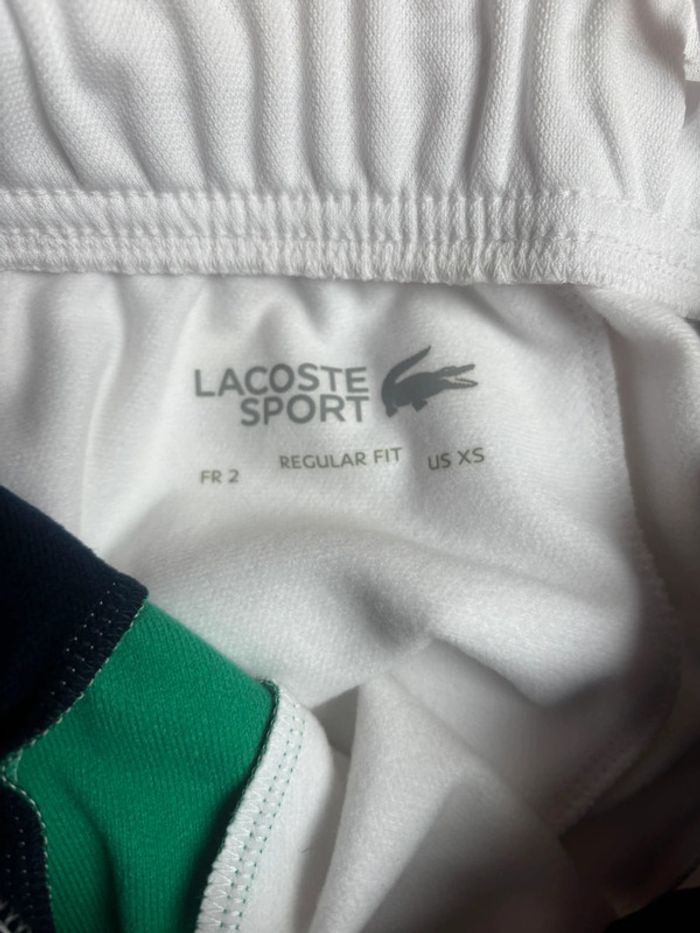 LACOSTE
SPORT
FR 2 REGULAR FIT US XS